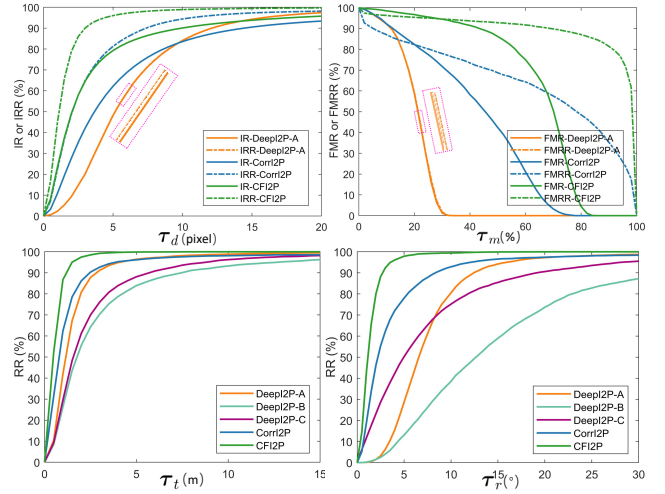 IR or IRR (%)
100
90
80
70
60
50
40
30
20
10
0
IR-DeepI2P-A
IRR-DeepI2P-A
IR-CorrI2P
IRR-CorrI2P
IR-CFI2P
IRR-CFI2P
0 5 10 15 20
τd (pixel)
FMR or FMRR (%)
100
90
80
70
60
50
40
30
20
10
0
FMR-DeepI2P-A
FMRR-DeepI2P-A
FMR-CorrI2P
FMRR-CorrI2P
FMR-CFI2P
FMRR-CFI2P
0 20 40 60 80 100
τm(%)
RR (%)
100
90
80
70
60
50
40
30
20
10
0
DeepI2P-A
DeepI2P-B
DeepI2P-C
CorrI2P
CFI2P
0 5 10 15
τt (m)
RR (%)
100
90
80
70
60
50
40
30
20
10
0
DeepI2P-A
DeepI2P-B
DeepI2P-C
CorrI2P
CFI2P
0 5 10 15 20 25 30
τr(°)